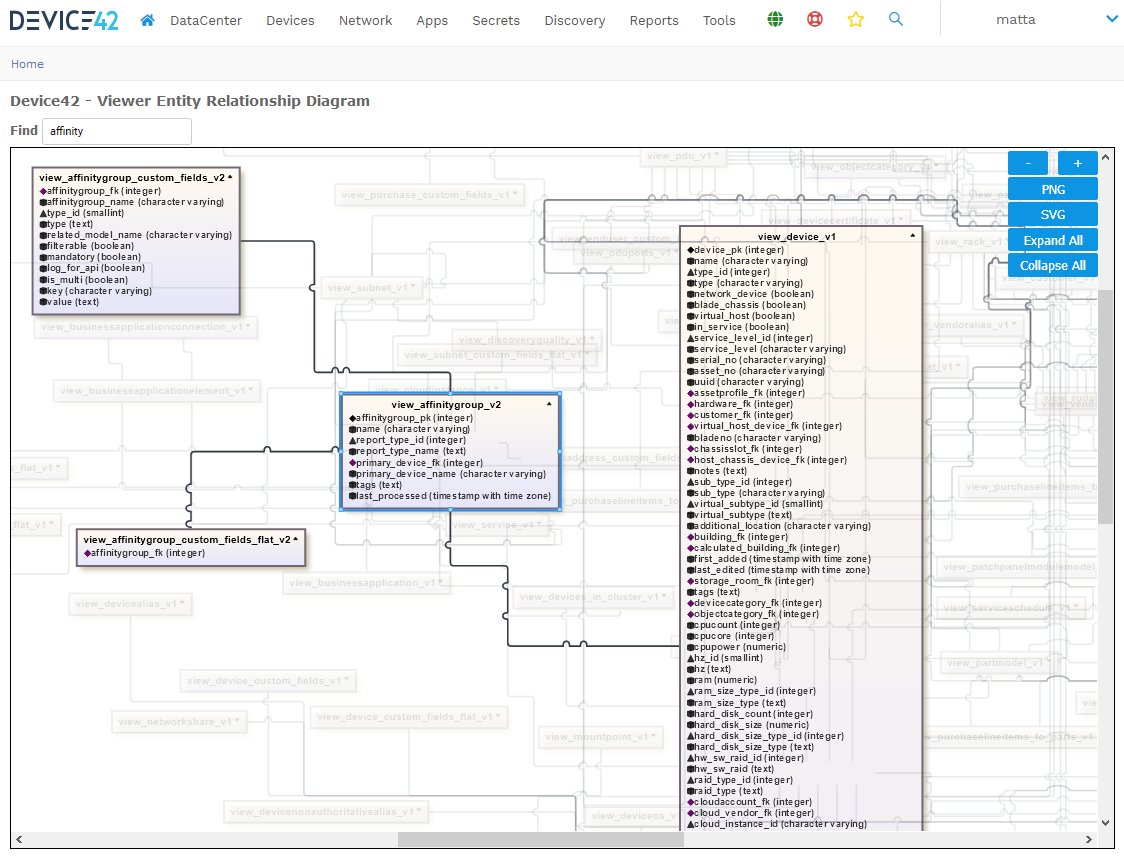 DEVICE42 DataCenter Devices Network Apps Secrets Discovery Reports Tools matta
Home
Device42 - Viewer Entity Relationship Diagram
Find affinity
- +
PNG
SVG
Expand All
Collapse All
view_affinitygroup_custom_fields_v2
affinitygroup_fk (integer)
affinitygroup_name (character varying)
type_id (smallint)
type (text)
related_model_name (character varying)
filterable (boolean)
mandatory (boolean)
log_for_api (boolean)
is_multi (boolean)
key (character varying)
value (text)
view_affinitygroup_v2
affinitygroup_pk (integer)
name (character varying)
report_type_id (integer)
report_type_name (text)
primary_device_fk (integer)
primary_device_name (character varying)
tags (text)
last_processed (timestamp with time zone)
view_affinitygroup_custom_fields_flat_v2
affinitygroup_fk (integer)
view_device_v1
device_pk (integer)
name (character varying)
type_id (integer)
type (character varying)
network_device (boolean)
blade_chassis (boolean)
virtual_host (boolean)
in_service (boolean)
service_level_id (integer)
service_level (character varying)
serial_no (character varying)
asset_no (character varying)
uuid (character varying)
assetprofile_fk (integer)
hardware_fk (integer)
customer_fk (integer)
virtual_host_device_fk (integer)
bladeno (character varying)
chassisslot_fk (integer)
host_chassis_device_fk (integer)
notes (text)
sub_type_id (integer)
sub_type (character varying)
virtual_subtype_id (smallint)
virtual_subtype (text)
additional_location (character varying)
building_fk (integer)
calculated_building_fk (integer)
first_added (timestamp with time zone)
last_edited (timestamp with time zone)
storage_room_fk (integer)
tags (text)
devicecategory_fk (integer)
objectcategory_fk (integer)
cpucount (integer)
cpucore (integer)
cpupower (numeric)
hz_id (smallint)
hz (text)
ram (numeric)
ram_size_type_id (integer)
ram_size_type (text)
hard_disk_count (integer)
hard_disk_size (numeric)
hard_disk_size_type_id (integer)
hard_disk_size_type (text)
hw_sw_raid_id (integer)
hw_sw_raid (text)
raid_type_id (integer)
raid_type (text)
cloudaccount_fk (integer)
cloud_vendor_fk (integer)
cloud_instance_id (character varying)
view_pdu_v1
view_objectcategory_v1
view_purchase_custom_fields_v1
view_devicecertificate_v1
view_enduser_custom
view_pduports_v1
view_rack_v1
view_subnet_v1
view_businessapplicationconnection_v1
view_discoveryquality_v1
view_subnet_custom_fields_flat_v1
vendoralias_v1
view_businessapplicationelement_v1
view_cloudinstance_v1
address_custom_fields
_flat_v1
view_purchaselineitems
flat_v1
view_service_v1
view_businessapplication_v1
view_patchpanelmodulemodel
view_devices_in_cluster_v1
view_devicealias_v1
view_serviceschedule_v1
view_partmodel_v1
view_device_custom_fields_v1
view_networkshare_v1
view_device_custom_fields_flat_v1
view_mountpoint_v1
view_purchaselineitems_to_parts_v1
view_devicenonauthoritativealias_v1
view_deviceos_v1